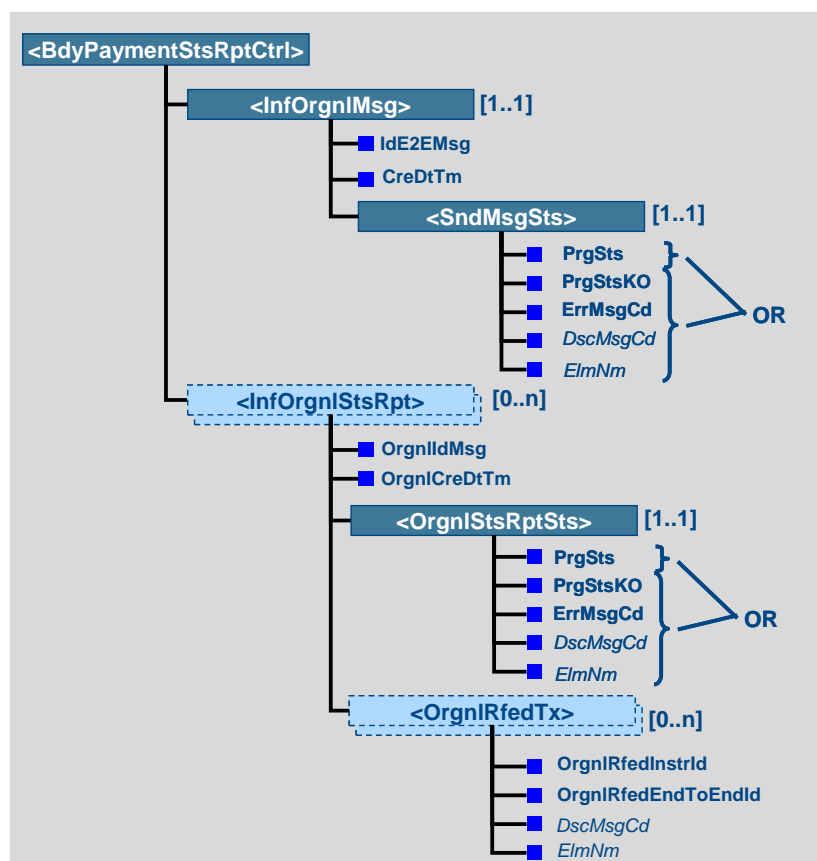 <BdyPaymentStsRptCtrl>
<InfOrgnlMsg> [1..1]
IdE2EMsg
CreDtTm
<SndMsgSts> [1..1]
PrgSts
PrgStsKO
ErrMsgCd
OR
DscMsgCd
ElmNm
<InfOrgnlStsRpt> [0..n]
OrgnlIdMsg
OrgnlCreDtTm
<OrgnlStsRptSts> [1..1]
PrgSts
PrgStsKO
ErrMsgCd
OR
DscMsgCd
ElmNm
<OrgnlRfedTx> [0..n]
OrgnlRfedInstrId
OrgnlRfedEndToEndId
DscMsgCd
ElmNm